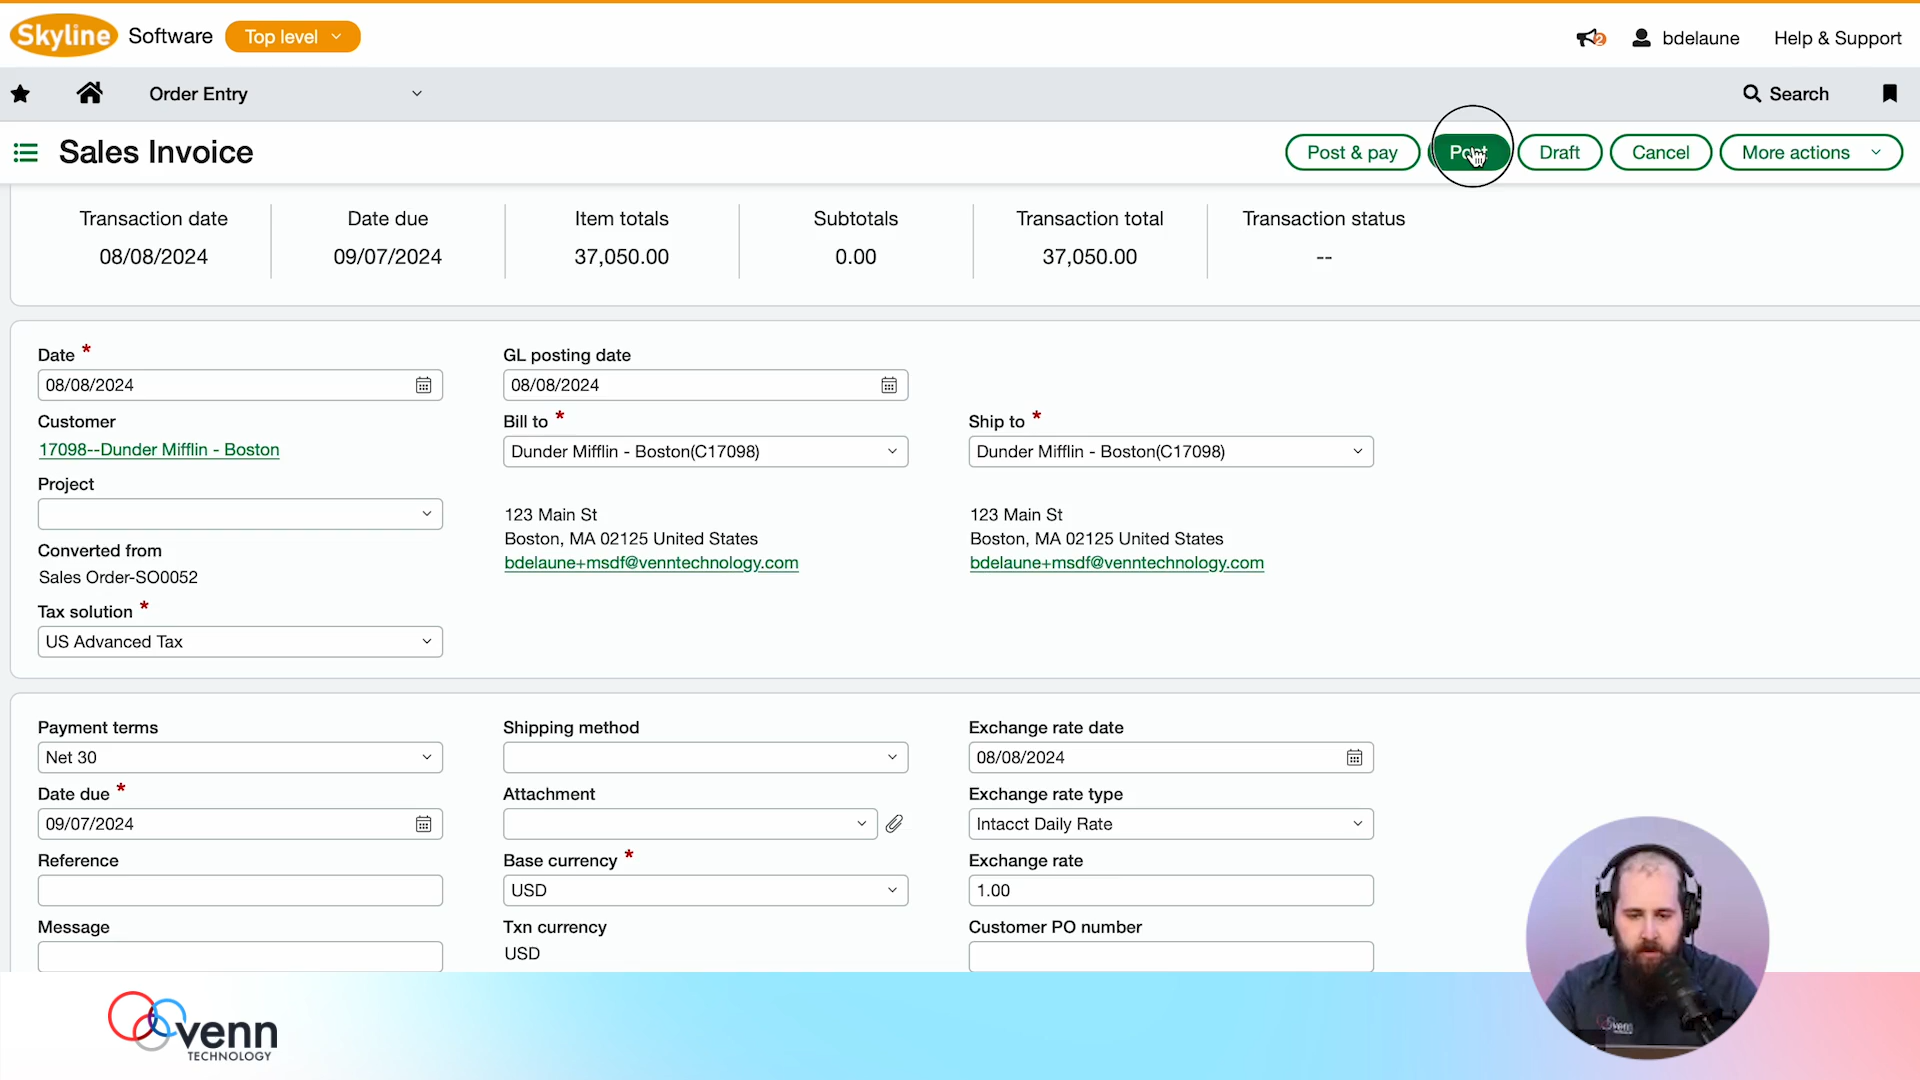 Skyline Software Top level
2 bdelaune Help & Support
Order Entry
Search
Sales Invoice
Post & pay Post Draft Cancel More actions
Transaction date Date due Item totals Subtotals Transaction total Transaction status
08/08/2024 09/07/2024 37,050.00 0.00 37,050.00 --
Date * GL posting date
08/08/2024 08/08/2024
Customer Bill to * Ship to *
17098--Dunder Mifflin - Boston Dunder Mifflin - Boston(C17098) Dunder Mifflin - Boston(C17098)
Project
123 Main St 123 Main St
Boston, MA 02125 United States Boston, MA 02125 United States
Converted from
bdelaune+msdf@venntechnology.com bdelaune+msdf@venntechnology.com
Sales Order-SO0052
Tax solution *
US Advanced Tax
Payment terms Shipping method Exchange rate date
Net 30 08/08/2024
Date due * Attachment Exchange rate type
09/07/2024 Intacct Daily Rate
Reference Base currency * Exchange rate
USD 1.00
Message Txn currency Customer PO number
USD
venn
TECHNOLOGY
venn